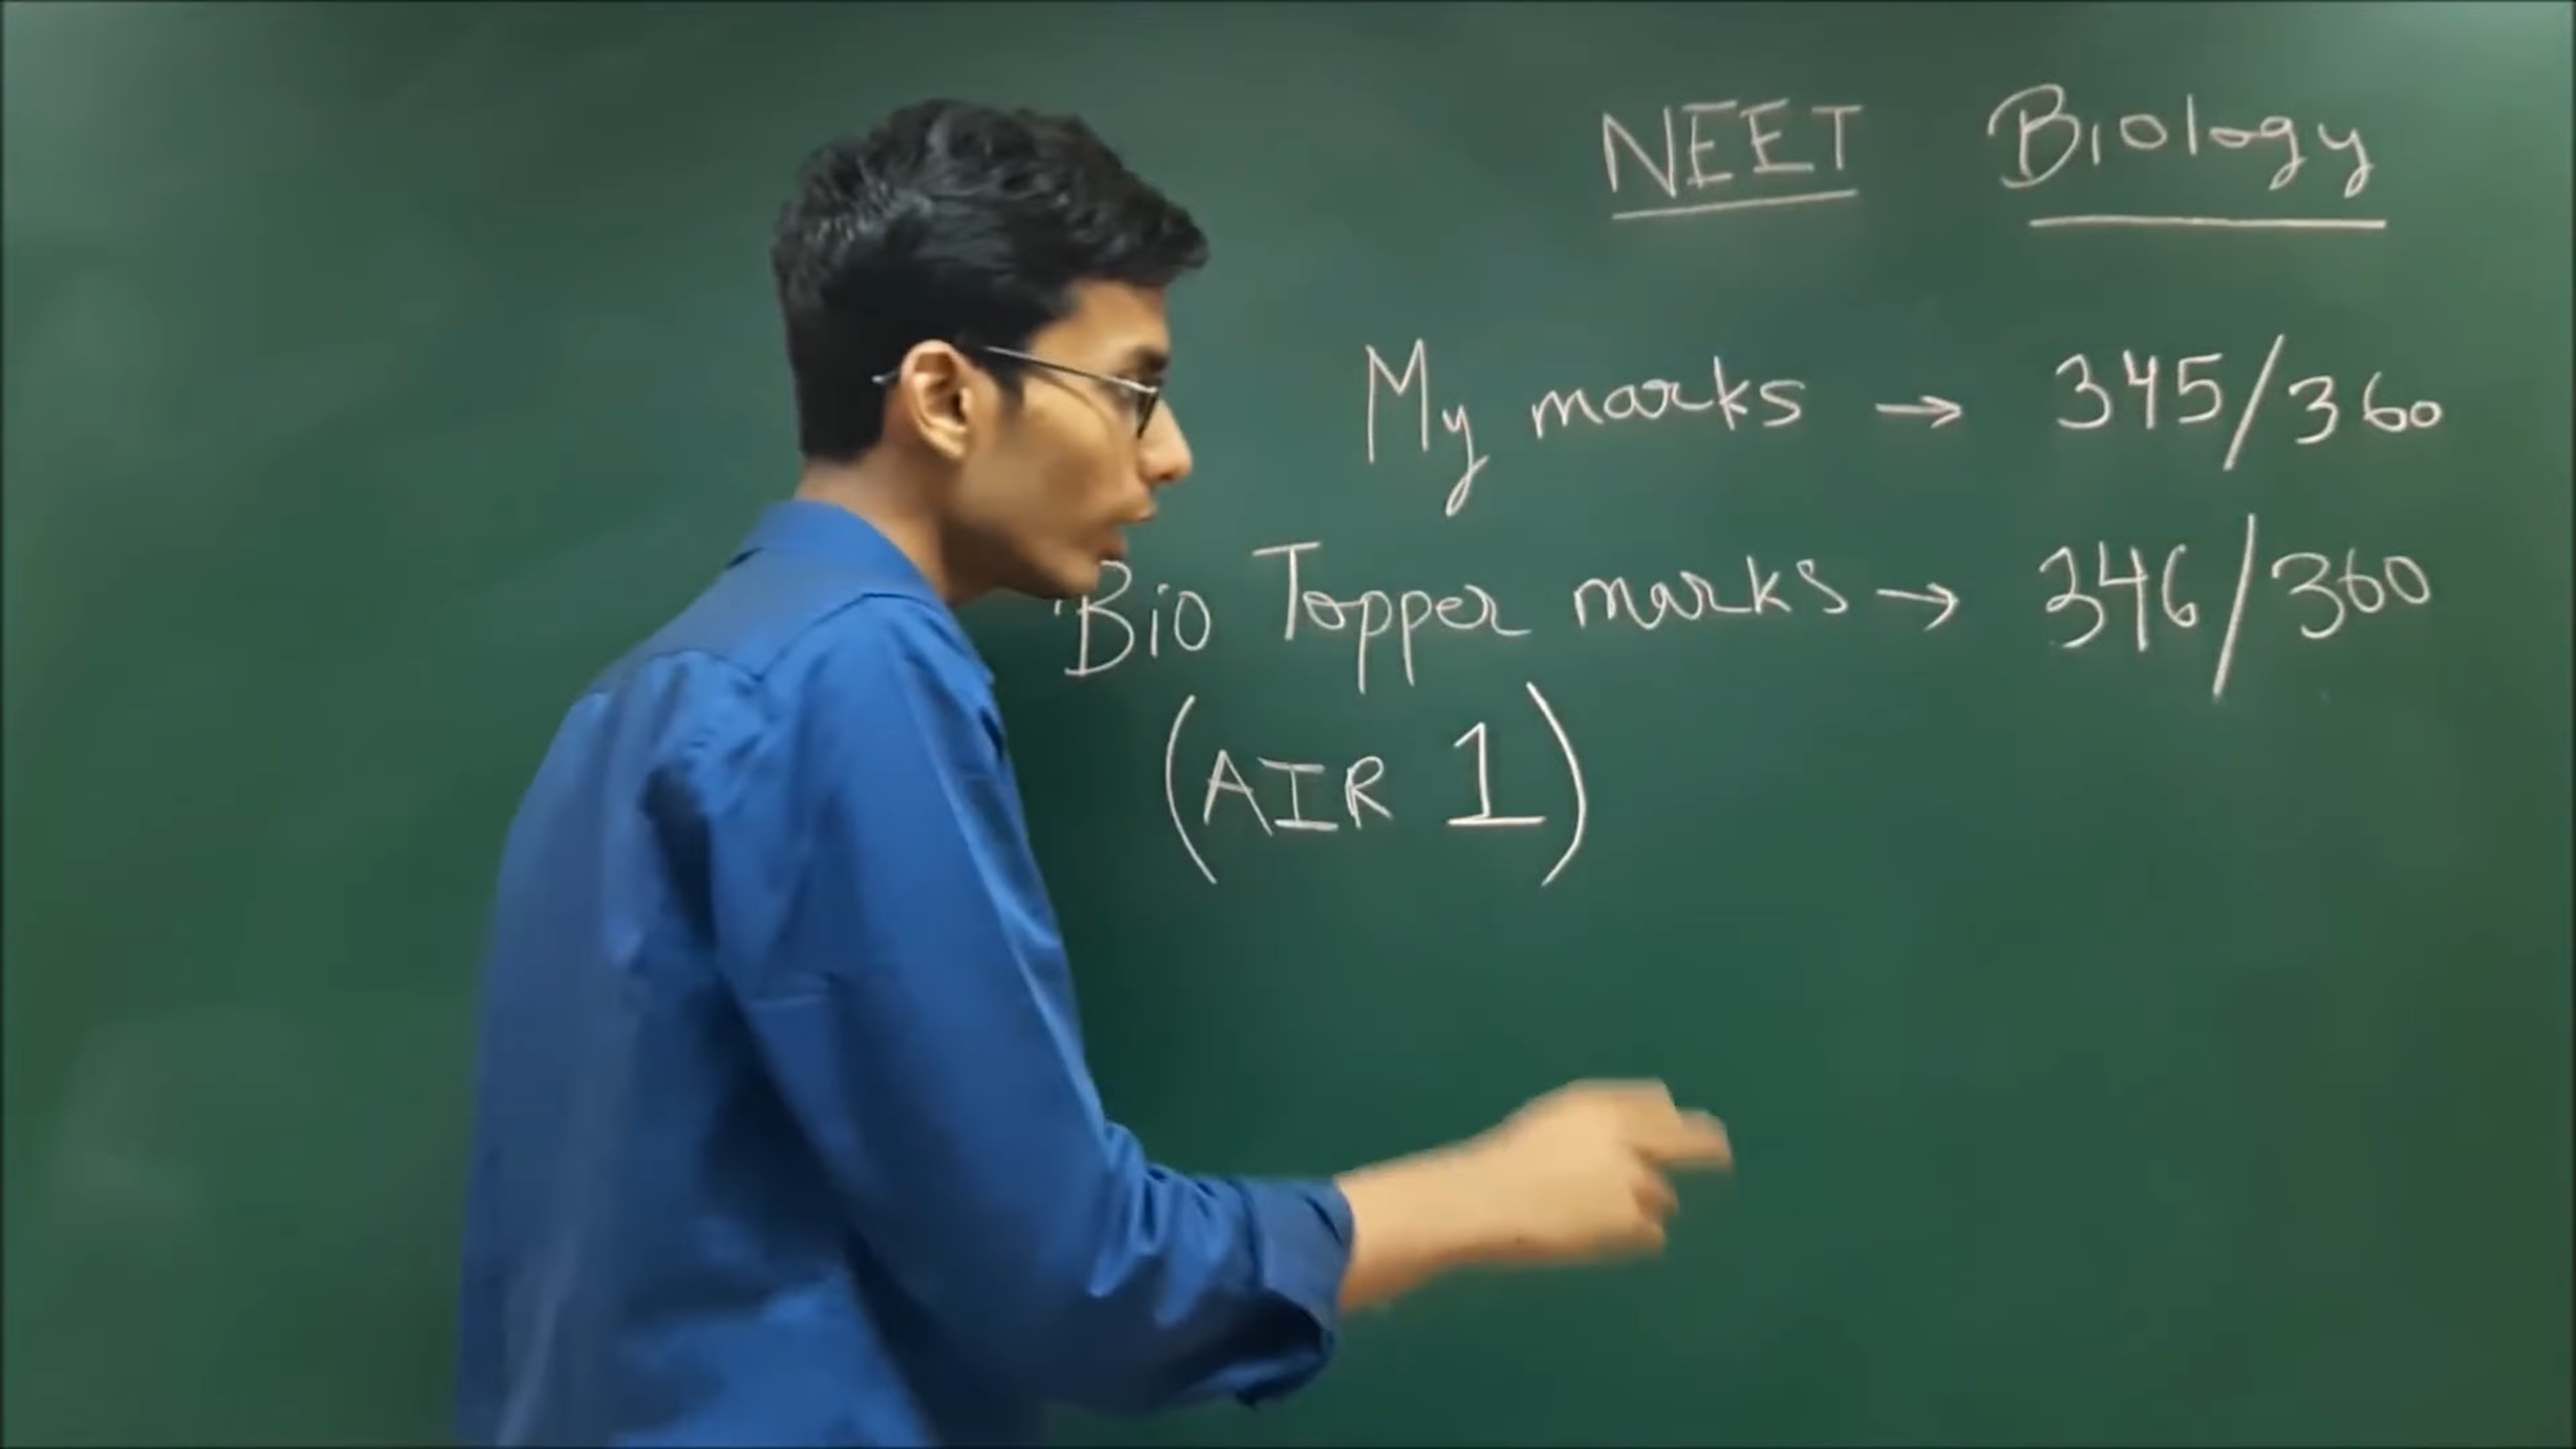 NEET Biology
My marks → 345/360
Bio Topper marks → 346/360
(AIR 1)